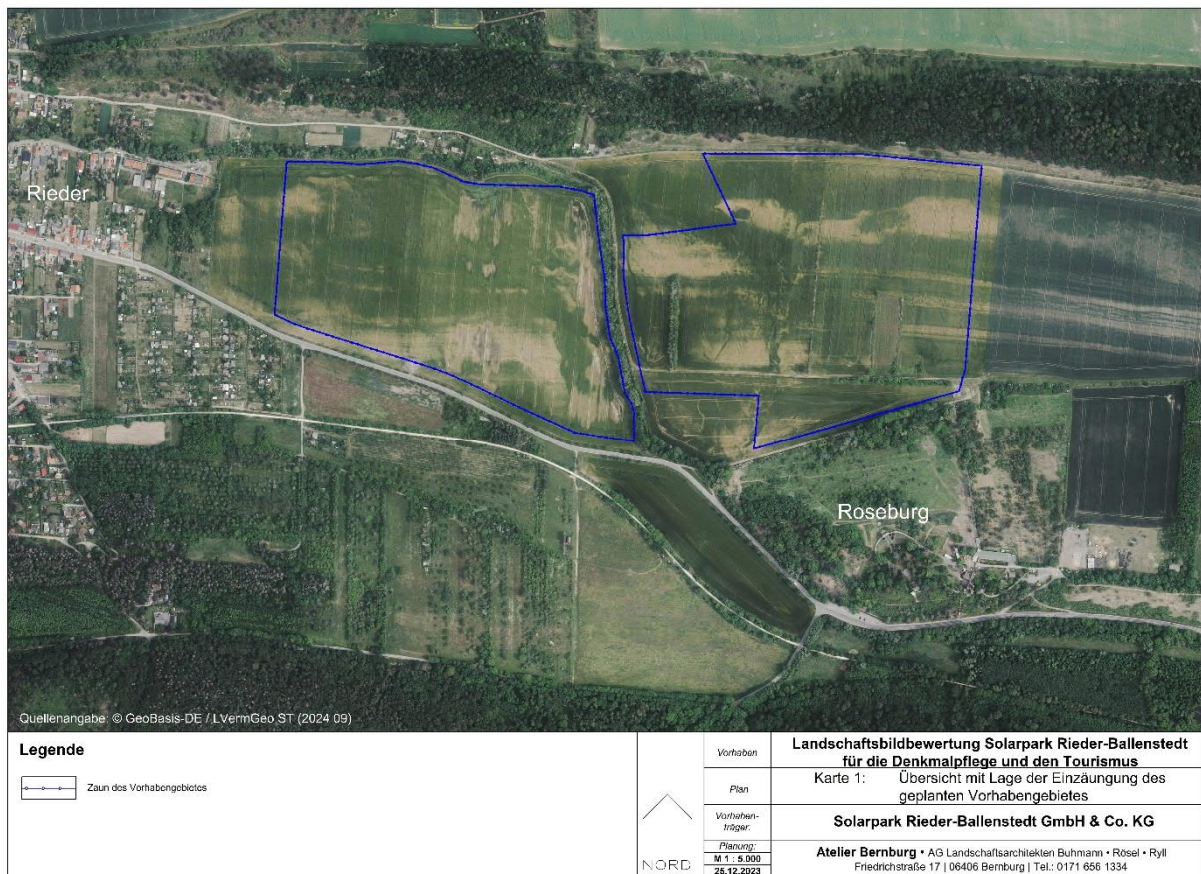 Rieder
Roseburg
Quellenangabe: © GeoBasis-DE / LVermGeo ST (2024 09)
Legende
Zaun des Vorhabengebietes
NORD
Vorhaben
Landschaftsbildbewertung Solarpark Rieder-Ballenstedt
für die Denkmalpflege und den Tourismus
Plan
Karte 1: Übersicht mit Lage der Einzäunung des
geplanten Vorhabengebietes
Vorhaben-
träger:
Solarpark Rieder-Ballenstedt GmbH & Co. KG
Planung:
M 1 : 5.000
25.12.2023
Atelier Bernburg • AG Landschaftsarchitekten Buhmann • Rösel • Ryll
Friedrichstraße 17 | 06406 Bernburg | Tel.: 0171 656 1334